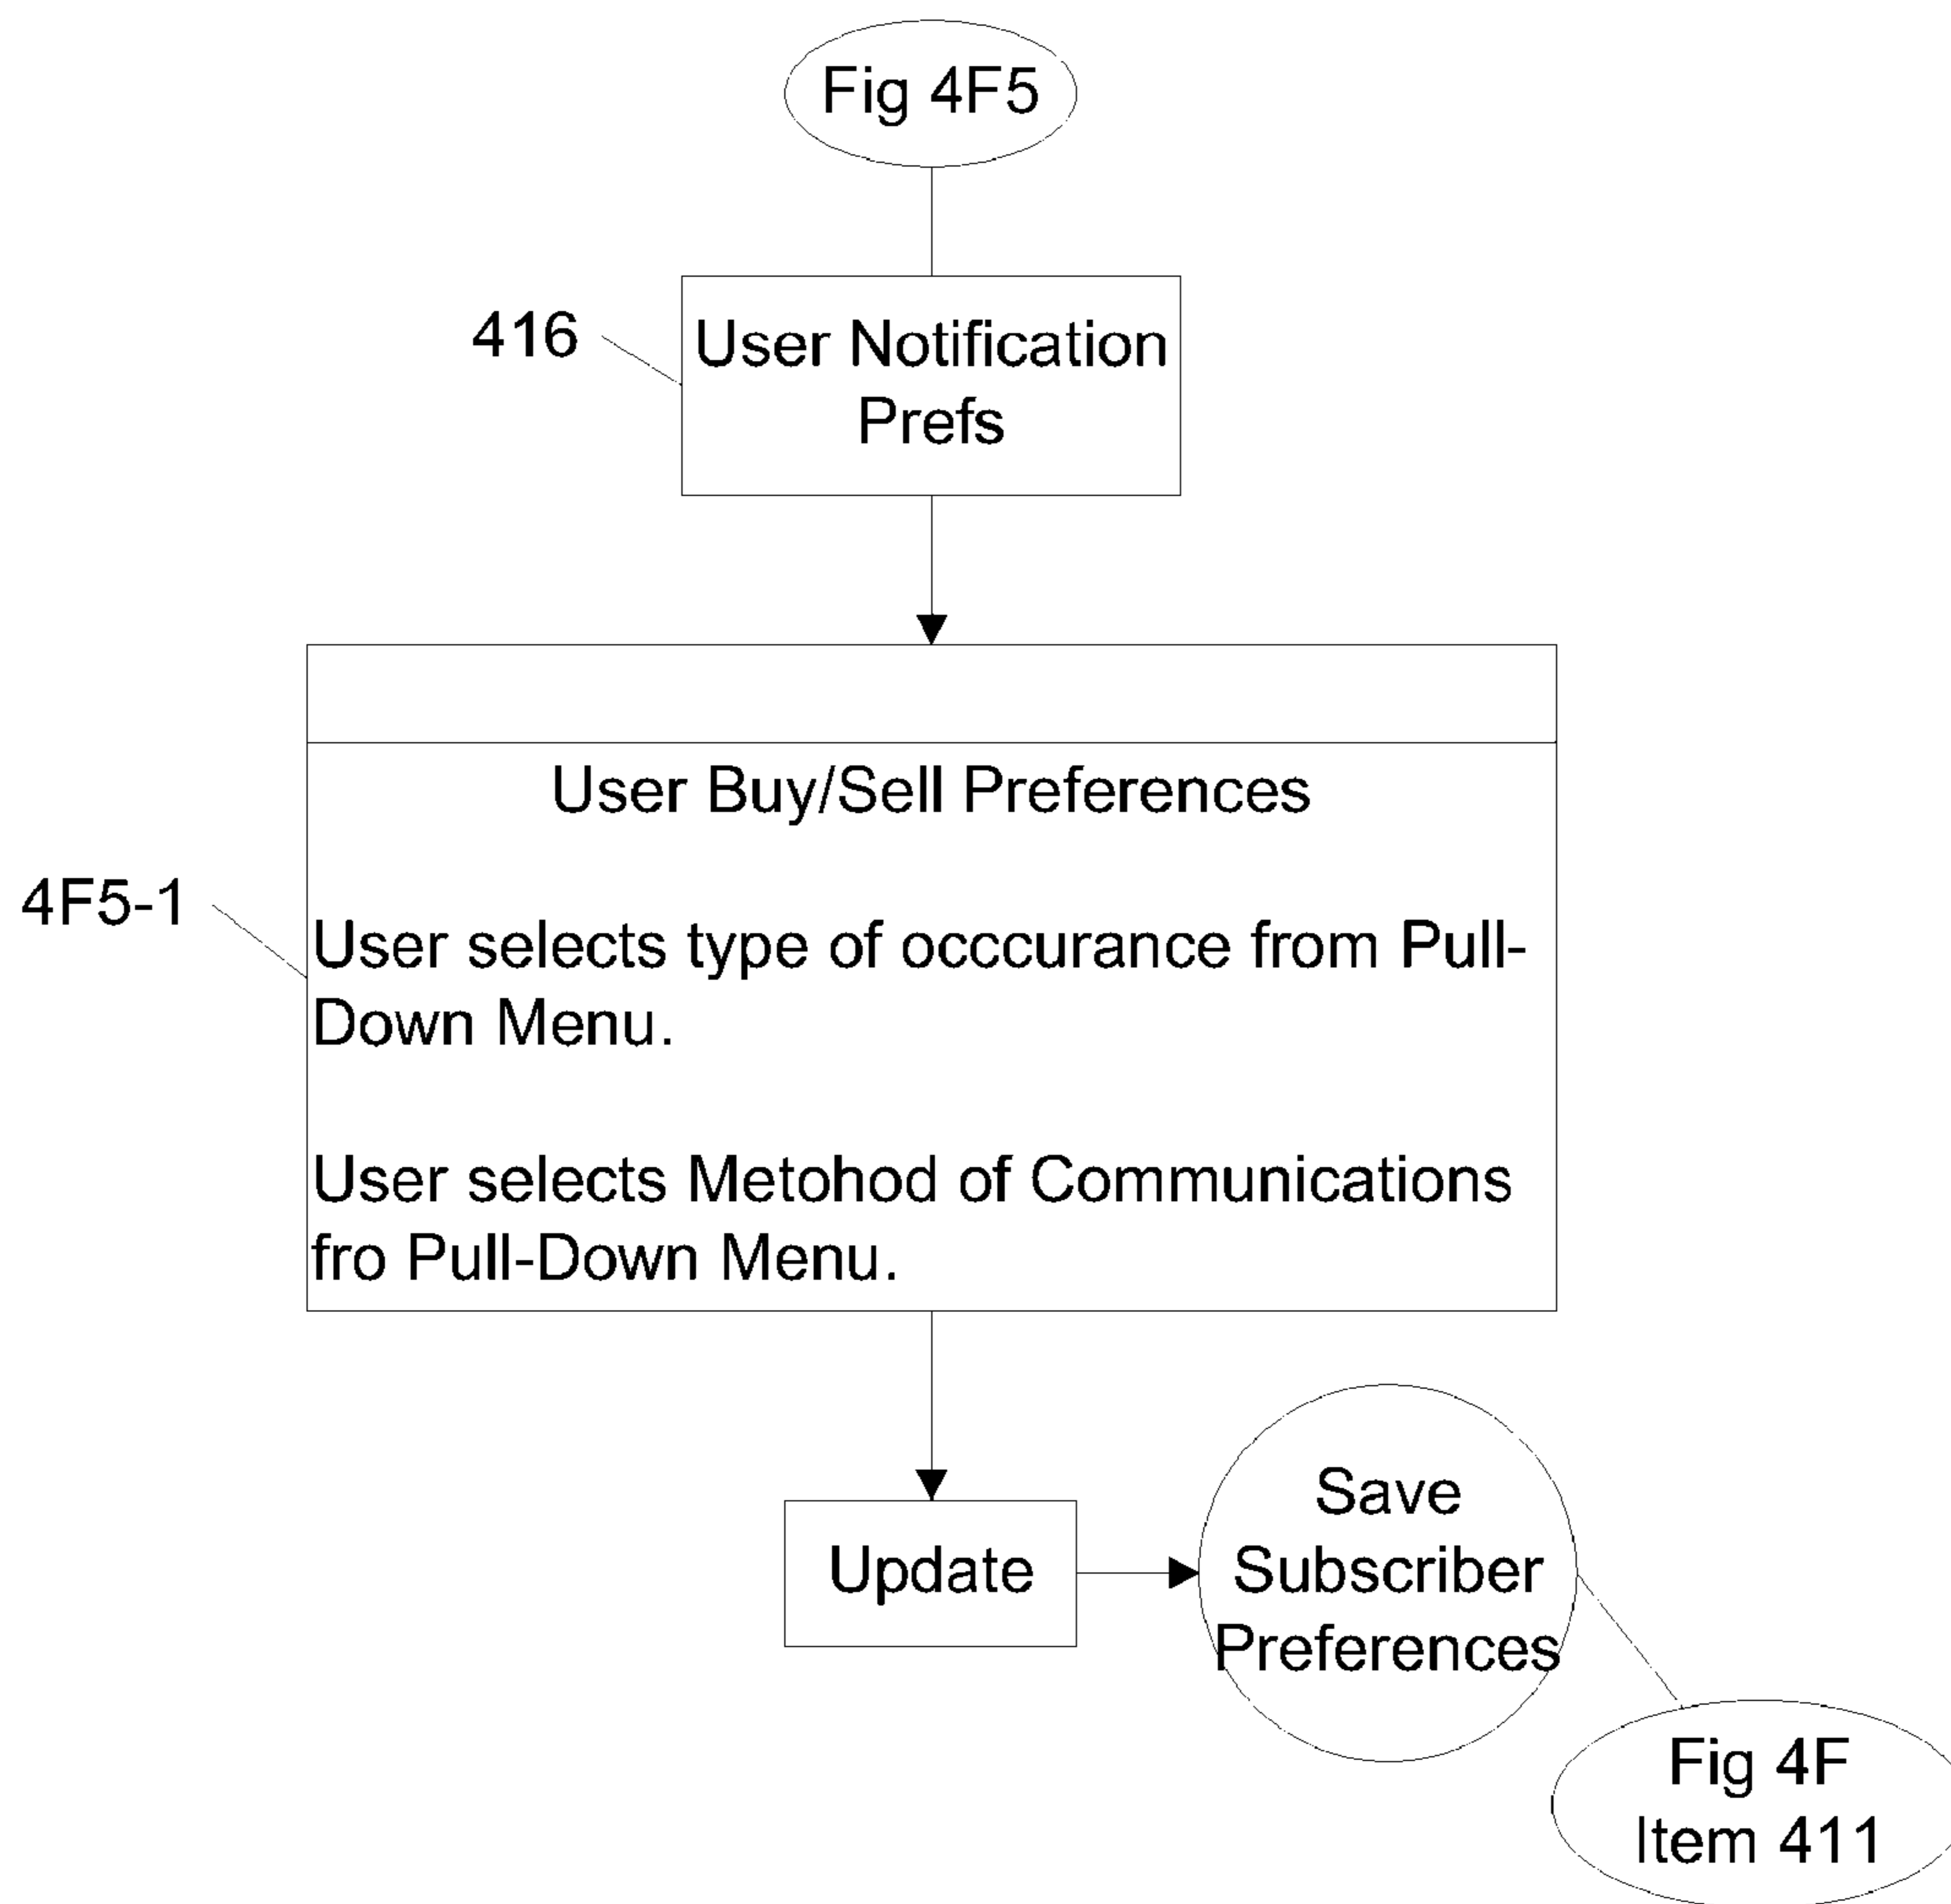 Fig 4F5
416
User Notification
Prefs
User Buy/Sell Preferences
4F5-1
User selects type of occcurance from Pull-
Down Menu.
User selects Metohod of Communications
fro Pull-Down Menu.
Update
Save
Subscriber
Preferences
Fig 4F
Item 411